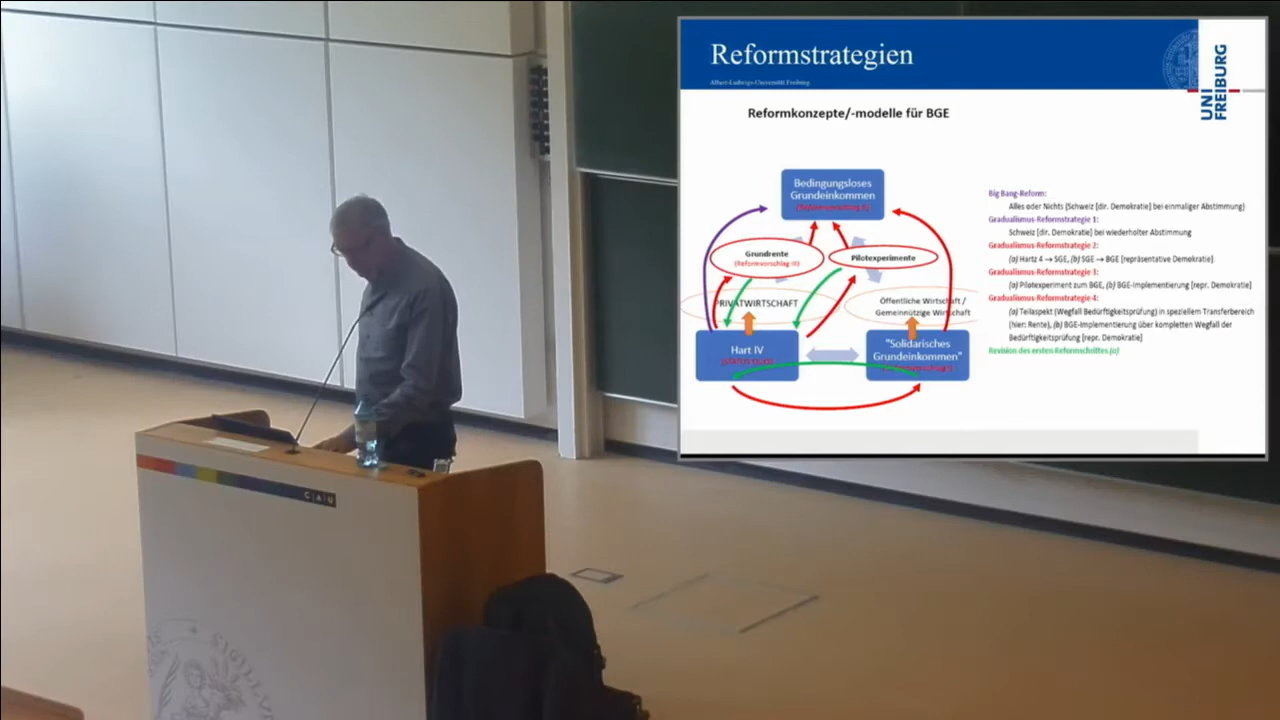 Reformstrategien
Albert-Ludwigs-Universität Freiburg
UNI
FREIBURG
Reformkonzepte/-modelle für BGE
Bedingungsloses
Grundeinkommen
Grundrente
(Reformvorschlag III)
Pilotexperimente
PRIVATWIRTSCHAFT
Öffentliche Wirtschaft /
Gemeinnützige Wirtschaft
Hart IV
"Solidarisches
Grundeinkommen"
Big Bang-Reform:
Alles oder Nichts (Schweiz [dir. Demokratie] bei einmaliger Abstimmung)
Gradualismus-Reformstrategie 1:
Schweiz [dir. Demokratie] bei wiederholter Abstimmung
Gradualismus-Reformstrategie 2:
(a) Hartz 4 → SGE, (b) SGE → BGE [repräsentative Demokratie]
Gradualismus-Reformstrategie 3:
(a) Pilotexperiment zum BGE, (b) BGE-Implementierung [repr. Demokratie]
Gradualismus-Reformstrategie 4:
(a) Teilaspekt (Wegfall Bedürftigkeitsprüfung) in speziellem Transferbereich
(hier: Rente), (b) BGE-Implementierung über kompletten Wegfall der
Bedürftigkeitsprüfung [repr. Demokratie]
Revision des ersten Reformschrittes (a)
C|A|U